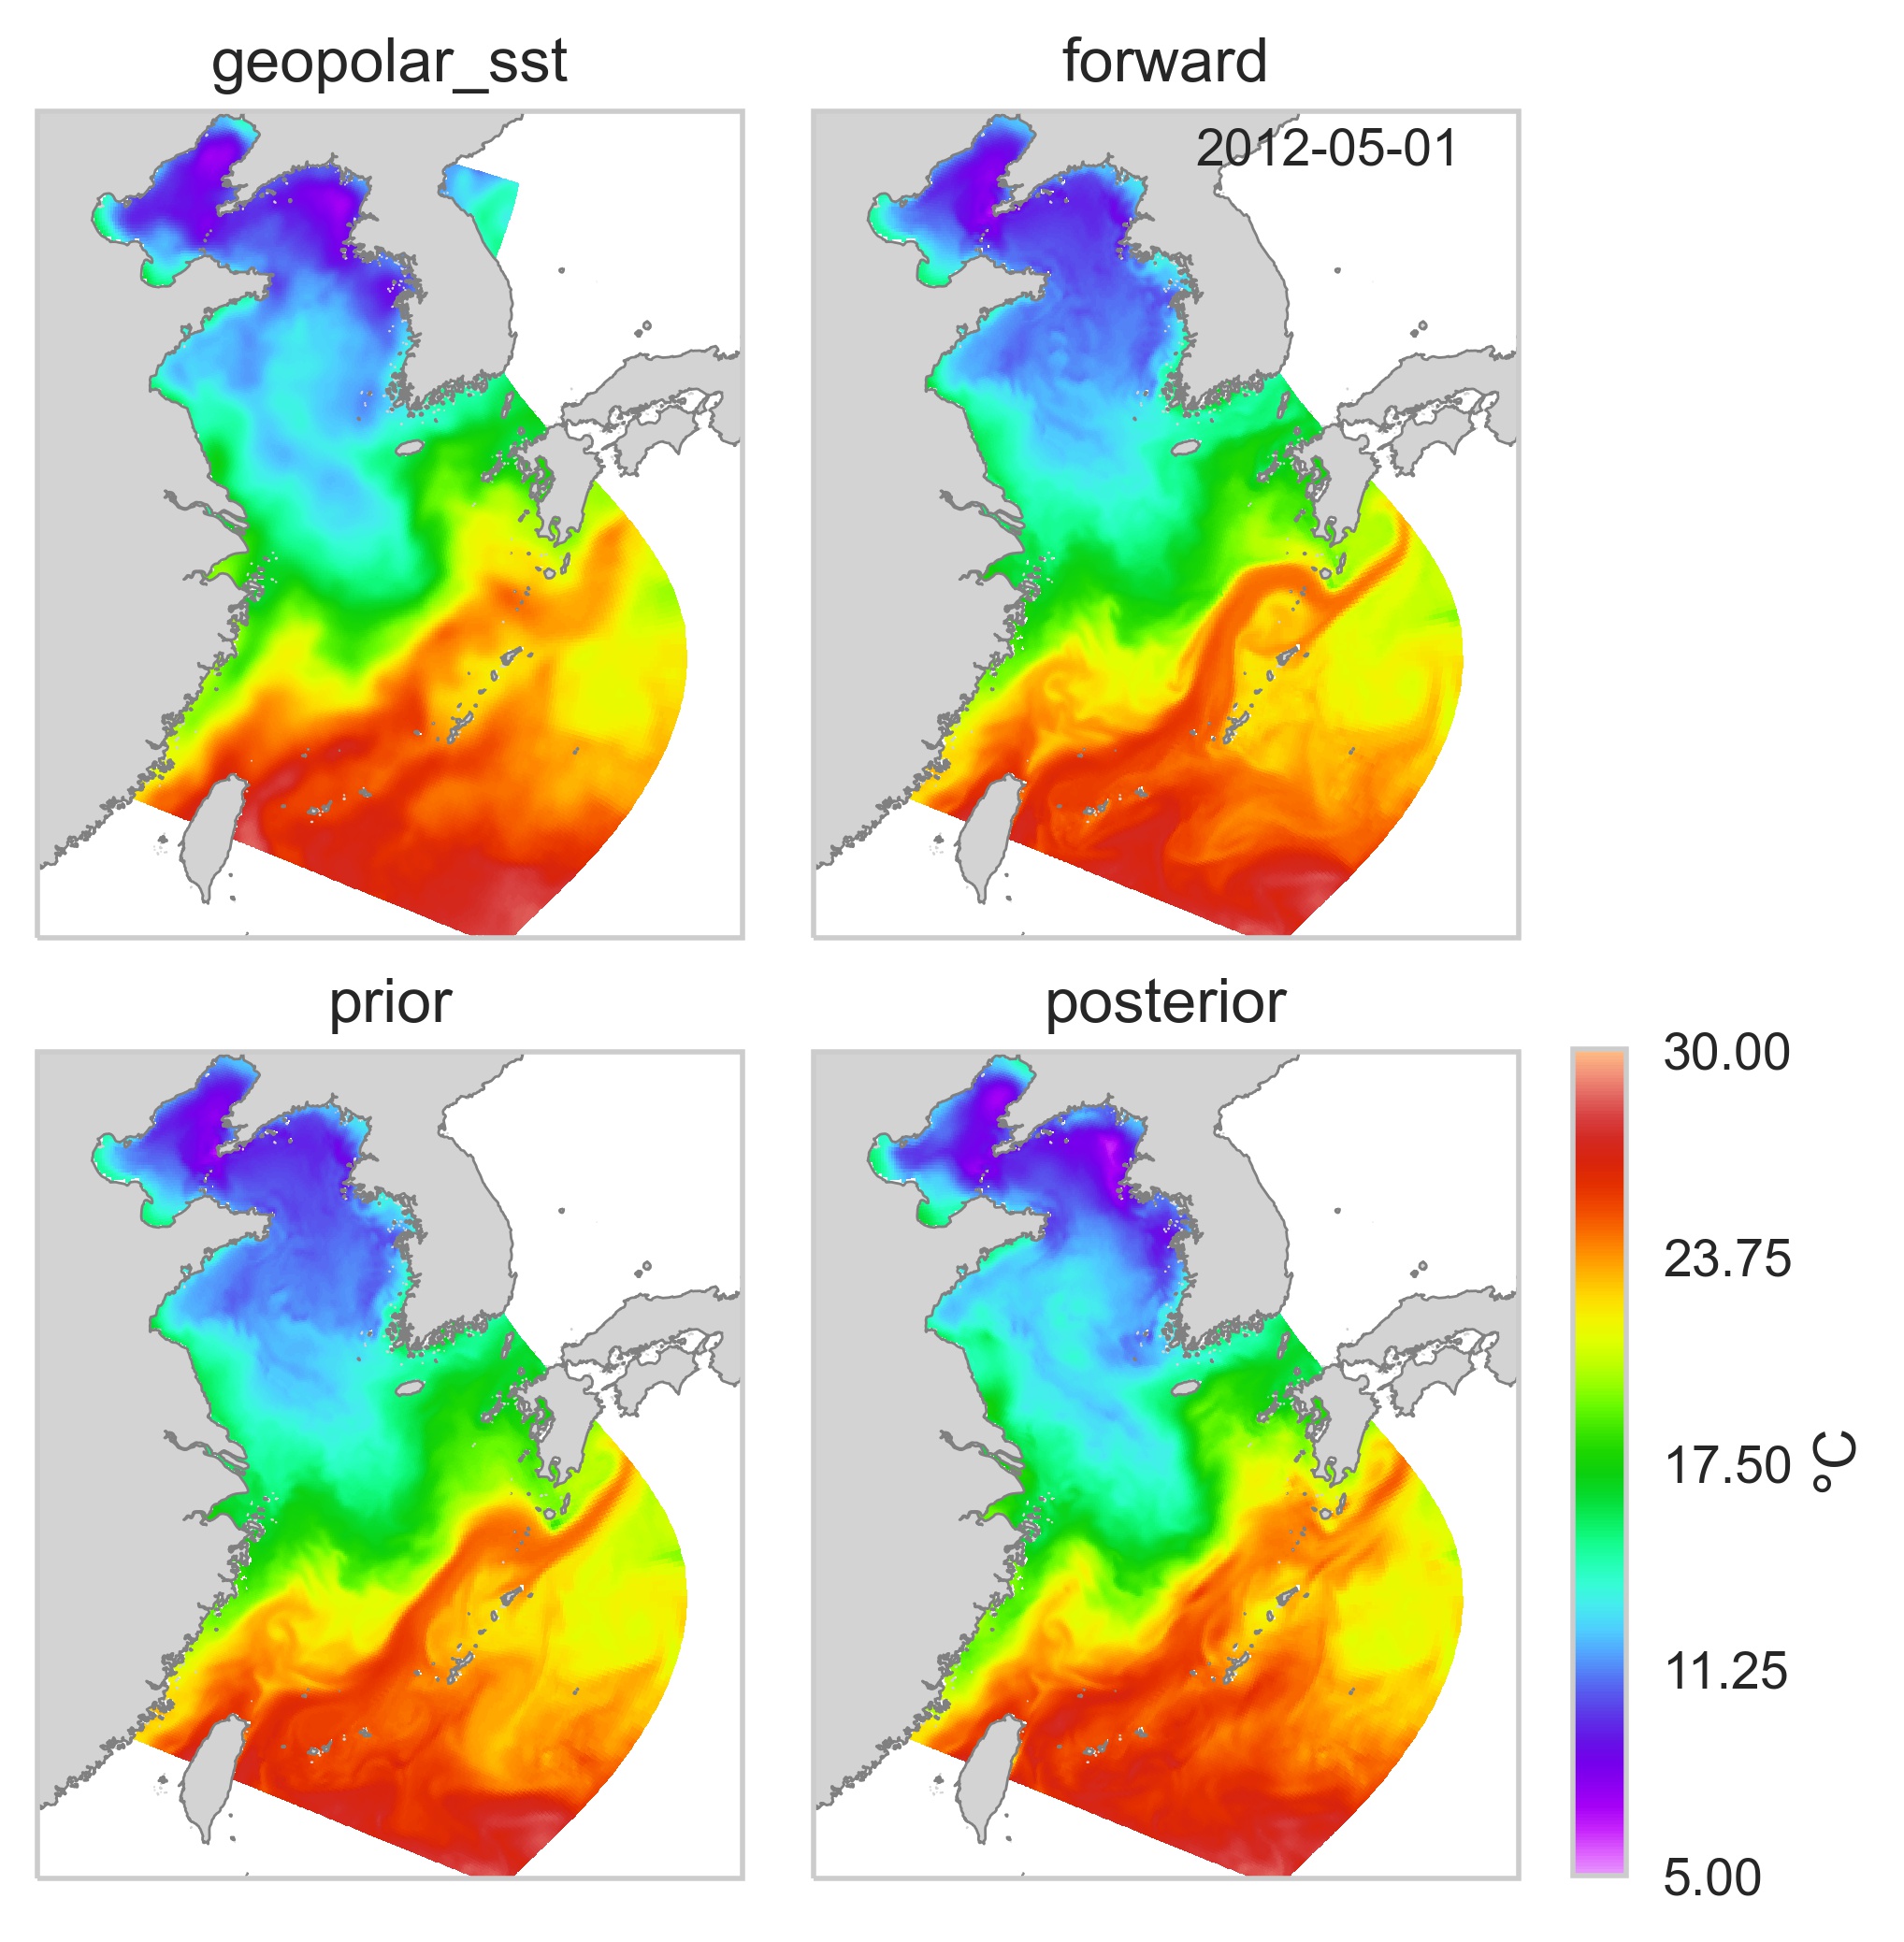 geopolar_sst
forward
2012-05-01
prior
posterior
30.00
23.75
17.50
11.25
5.00
°C